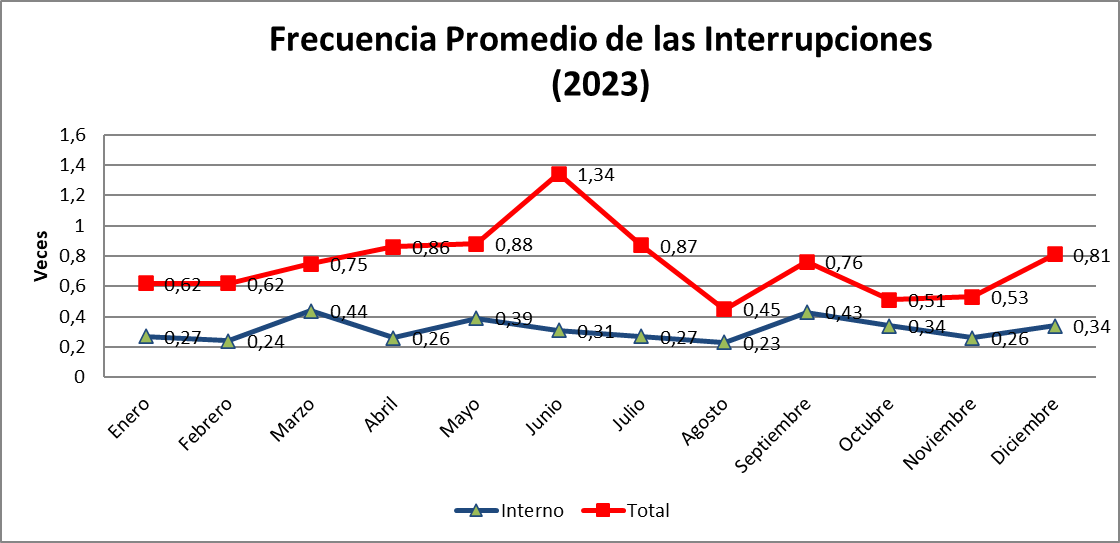 Frecuencia Promedio de las Interrupciones
(2023)
Veces
1,6
1,4
1,2
1
0,8
0,6
0,4
0,2
0
0,62
0,62
0,75
0,86
0,88
1,34
0,87
0,45
0,76
0,51
0,53
0,81
0,27
0,24
0,44
0,26
0,39
0,31
0,27
0,23
0,43
0,34
0,26
0,34
Enero
Febrero
Marzo
Abril
Mayo
Junio
Julio
Agosto
Septiembre
Octubre
Noviembre
Diciembre
Interno
Total